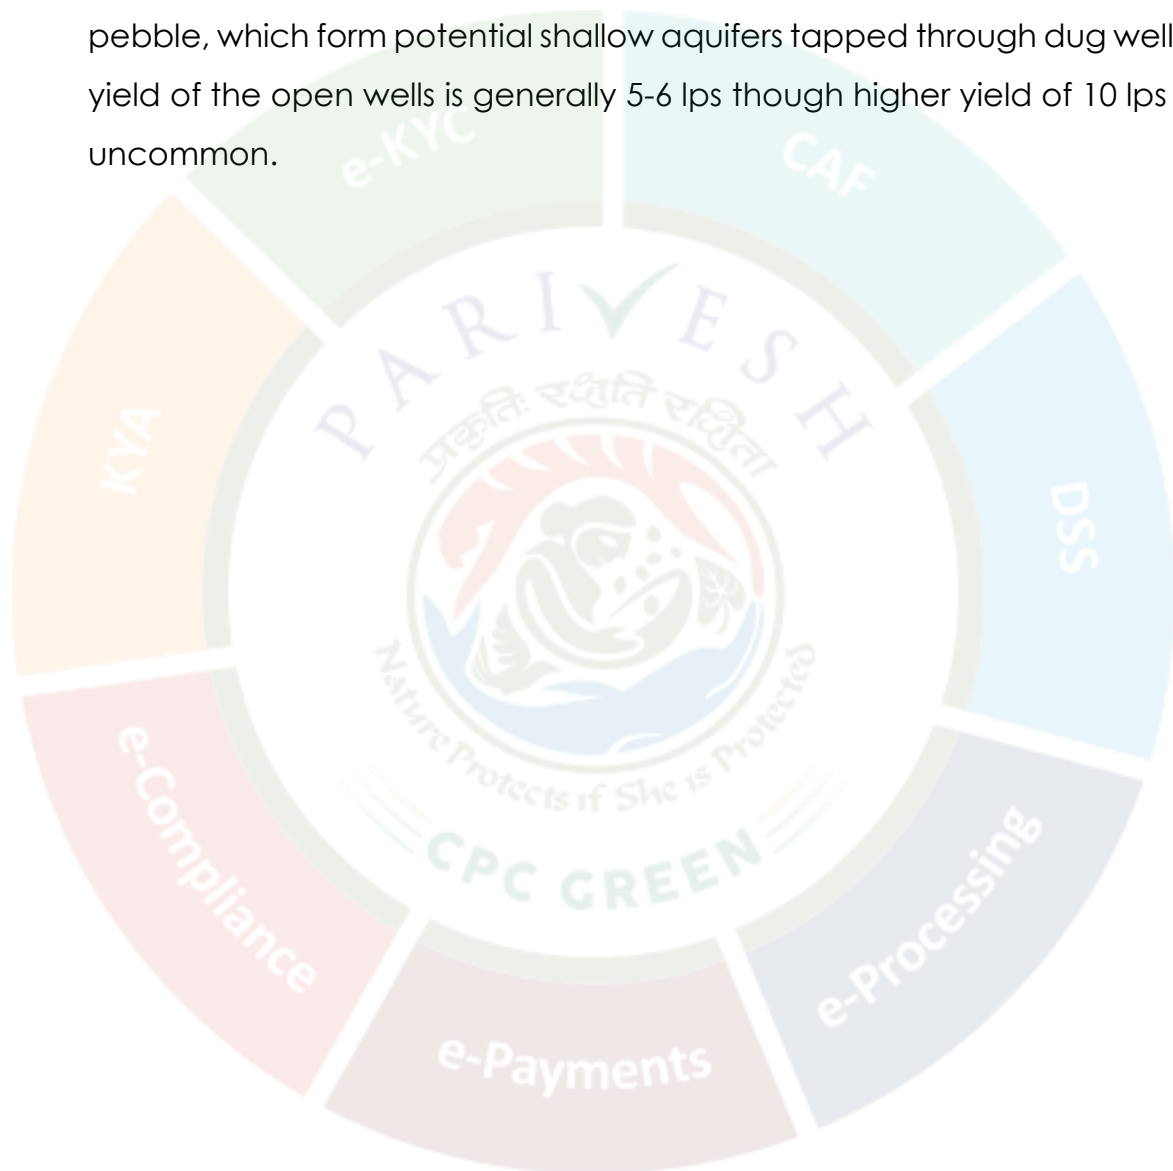 pebble, which form potential shallow aquifers tapped through dug well
yield of the open wells is generally 5-6 lps though higher yield of 10 lps
uncommon.
e-KYC
CAF
KYA
PARIVESH
प्रकृतिः रक्षति रक्षिता
DSS
Nature Protects if She is Protected
CPC GREEN
e-Compliance
e-Processing
e-Payments